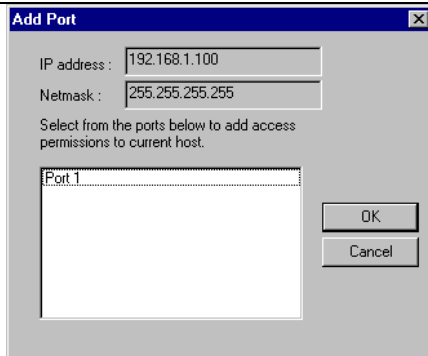 Add Port
IP address : 192.168.1.100
Netmask : 255.255.255.255
Select from the ports below to add access
permissions to current host.
Port 1
OK
Cancel